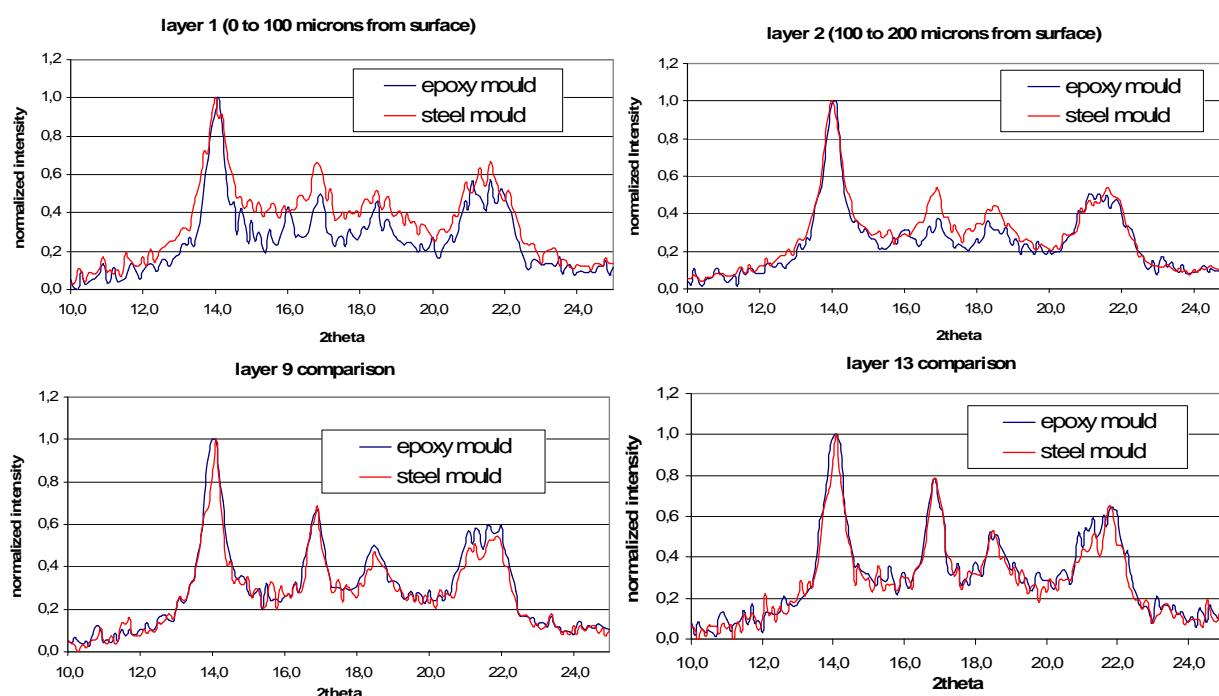 layer 1 (0 to 100 microns from surface)
normalized intensity
1,2
1,0
0,8
0,6
0,4
0,2
0,0
epoxy mould
steel mould
10,0 12,0 14,0 16,0 18,0 20,0 22,0 24,0
2theta
layer 2 (100 to 200 microns from surface)
normalized Intensity
1,2
1,0
0,8
0,6
0,4
0,2
0,0
epoxy mould
steel mould
10,0 12,0 14,0 16,0 18,0 20,0 22,0 24,0
2theta
layer 9 comparison
normalized intensity
1,2
1,0
0,8
0,6
0,4
0,2
0,0
epoxy mould
steel mould
10,0 12,0 14,0 16,0 18,0 20,0 22,0 24,0
2theta
layer 13 comparison
normalized intensity
1,2
1,0
0,8
0,6
0,4
0,2
0,0
epoxy mould
steel mould
10,0 12,0 14,0 16,0 18,0 20,0 22,0 24,0
2theta